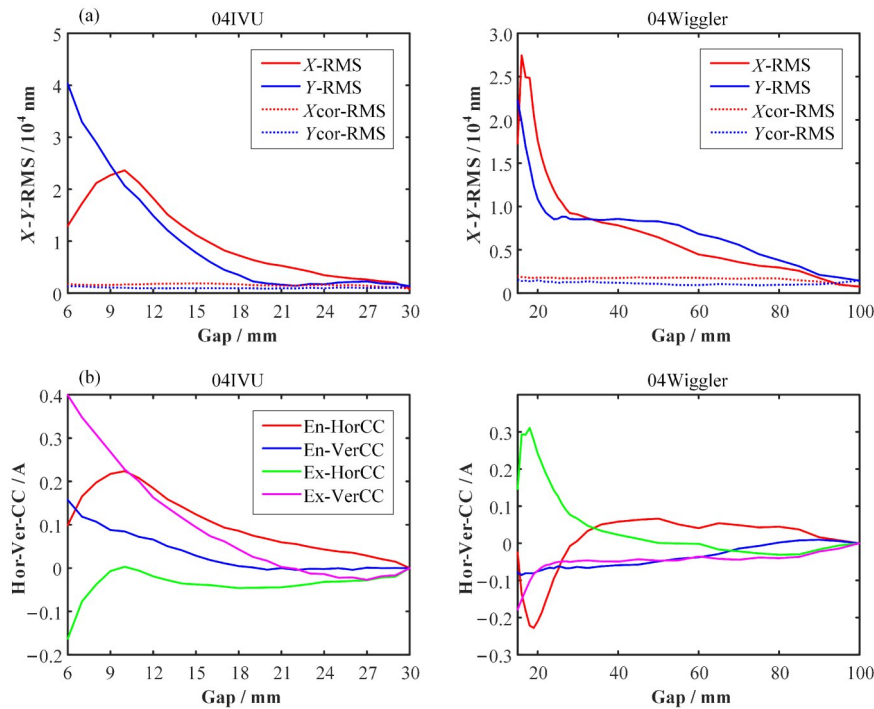 (a)
04IVU
X-Y-RMS / 10⁴ nm
5
4
3
2
1
0
X-RMS
Y-RMS
Xcor-RMS
Ycor-RMS
6 9 12 15 18 21 24 27 30
Gap / mm
04Wiggler
X-Y-RMS / 10⁴ nm
3.0
2.5
2.0
1.5
1.0
0.5
0
X-RMS
Y-RMS
Xcor-RMS
Ycor-RMS
20 40 60 80 100
Gap / mm
(b)
04IVU
Hor-Ver-CC / A
0.4
0.3
0.2
0.1
0
−0.1
−0.2
En-HorCC
En-VerCC
Ex-HorCC
Ex-VerCC
6 9 12 15 18 21 24 27 30
Gap / mm
04Wiggler
Hor-Ver-CC / A
0.3
0.2
0.1
0
−0.1
−0.2
−0.3
20 40 60 80 100
Gap / mm